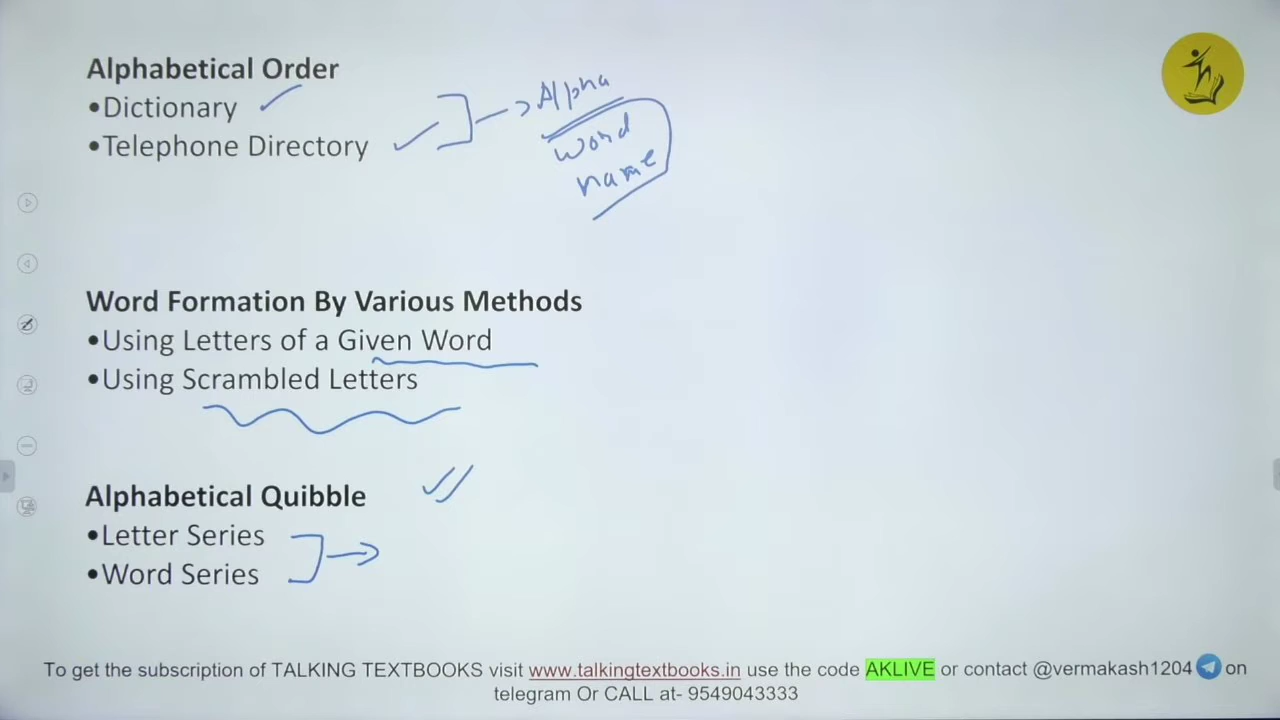 Alphabetical Order
•Dictionary
•Telephone Directory
Alpha
word
name
Word Formation By Various Methods
•Using Letters of a Given Word
•Using Scrambled Letters
Alphabetical Quibble
•Letter Series
•Word Series
To get the subscription of TALKING TEXTBOOKS visit www.talkingtextbooks.in use the code AKLIVE or contact @vermakash1204 on
telegram Or CALL at- 9549043333